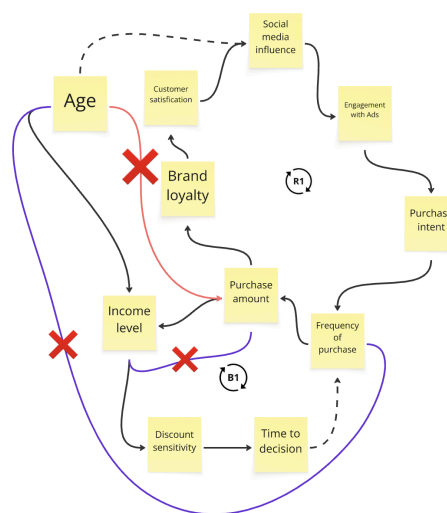 Social
media
influence
Age
Customer
satisfication
Engagement
with Ads
Brand
loyalty
R1
Purchas
intent
Purchase
amount
Income
level
Frequency
of
purchase
B1
Discount
sensitivity
Time to
decision